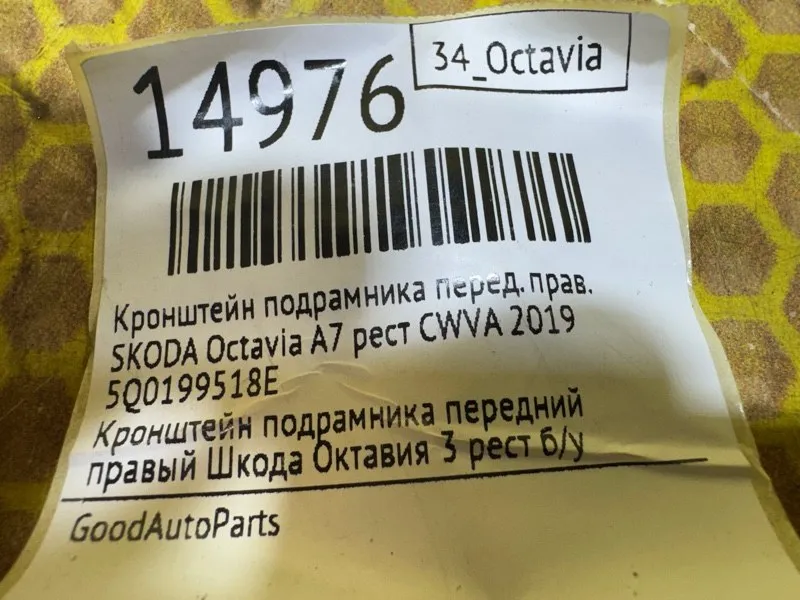 34_Octavia
14976
Кронштейн подрамника перед. прав.
SKODA Octavia A7 рест CWVA 2019
5Q0199518E
Кронштейн подрамника передний
правый Шкода Октавия 3 рест б/у
GoodAutoParts